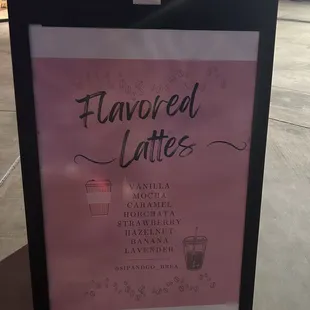 Flavored
Lattes
VANILLA
MOCHA
CARAMEL
HORCHATA
STRAWBERRY
HAZELNUT
BANANA
LAVENDER